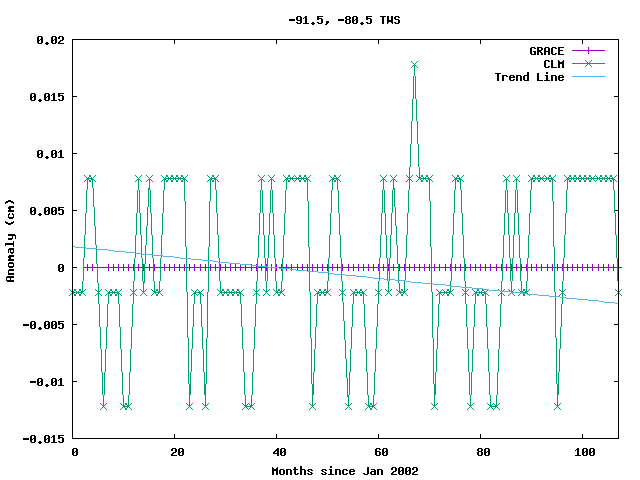 -91.5, -80.5 TWS
0.02
0.015
0.01
0.005
0
-0.005
-0.01
-0.015
Anomaly (cm)
GRACE
CLM
Trend Line
0 20 40 60 80 100
Months since Jan 2002